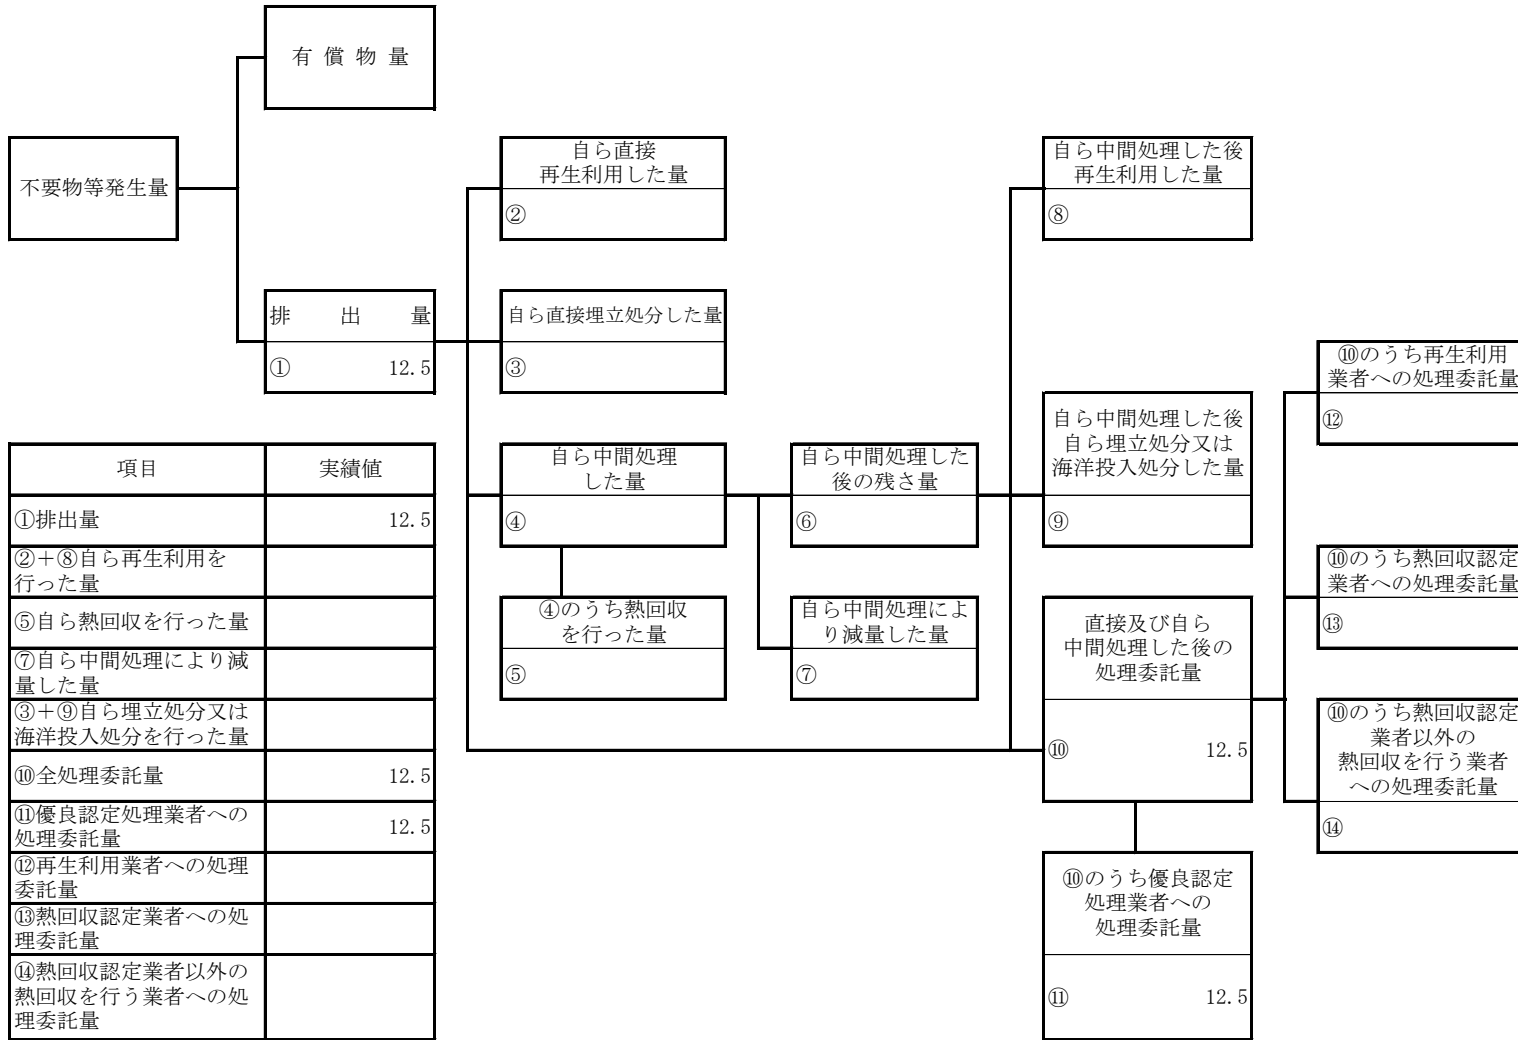 有 償 物 量
不要物等発生量
自ら直接
再生利用した量
②
自ら中間処理した後
再生利用した量
⑧
排 出 量
① 12.5
自ら直接埋立処分した量
③
⑩のうち再生利用
業者への処理委託量
⑫
自ら中間処理
した量
④
自ら中間処理した
後の残さ量
⑥
自ら中間処理した後
自ら埋立処分又は
海洋投入処分した量
⑨
④のうち熱回収
を行った量
⑤
自ら中間処理によ
り減量した量
⑦
直接及び自ら
中間処理した後の
処理委託量
⑩ 12.5
⑩のうち熱回収認定
業者への処理委託量
⑬
⑩のうち熱回収認定
業者以外の
熱回収を行う業者
への処理委託量
⑭
⑩のうち優良認定
処理業者への
処理委託量
⑪ 12.5
項目 実績値
①排出量 12.5
②＋⑧自ら再生利用を
行った量
⑤自ら熱回収を行った量
⑦自ら中間処理により減
量した量
③＋⑨自ら埋立処分又は
海洋投入処分を行った量
⑩全処理委託量 12.5
⑪優良認定処理業者への
処理委託量 12.5
⑫再生利用業者への処理
委託量
⑬熱回収認定業者への処
理委託量
⑭熱回収認定業者以外の
熱回収を行う業者への処
理委託量